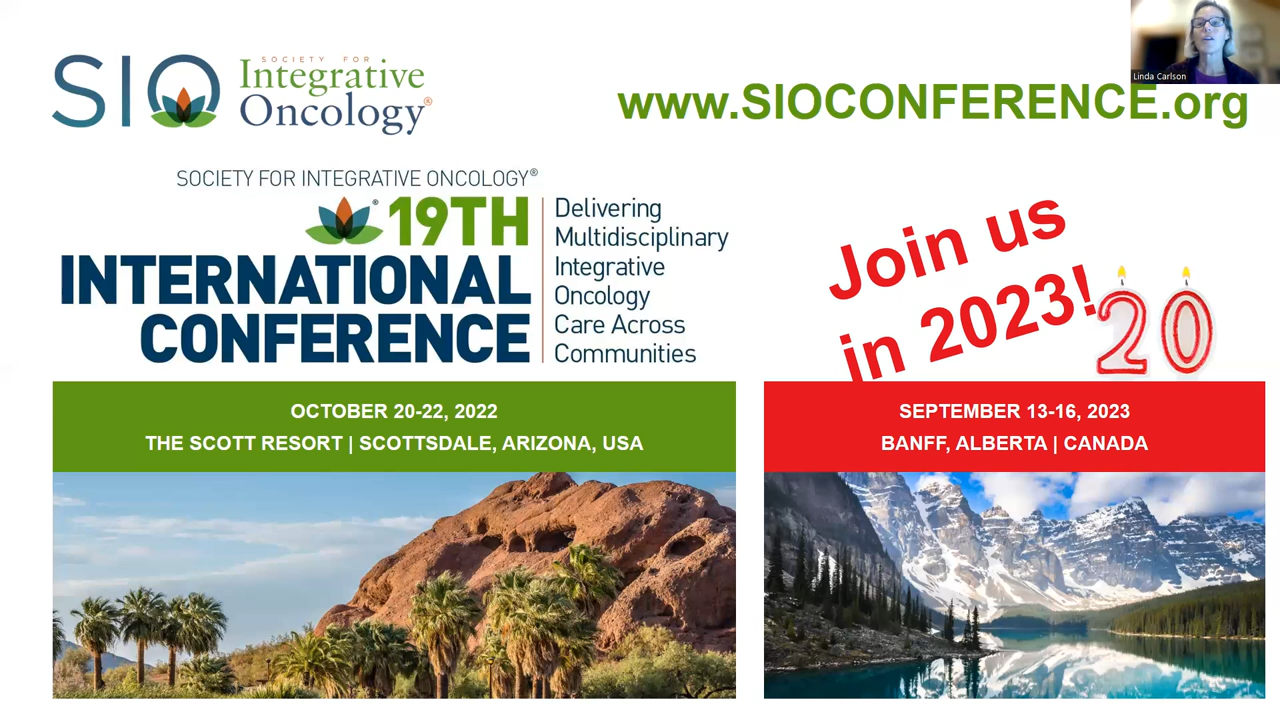 SIO
SOCIETY FOR
Integrative
Oncology®
www.SIOCONFERENCE.org
Linda Carlson
SOCIETY FOR INTEGRATIVE ONCOLOGY®
® 19TH
INTERNATIONAL
CONFERENCE
Delivering
Multidisciplinary
Integrative
Oncology
Care Across
Communities
Join us
in 2023!
20
OCTOBER 20-22, 2022
THE SCOTT RESORT | SCOTTSDALE, ARIZONA, USA
SEPTEMBER 13-16, 2023
BANFF, ALBERTA | CANADA